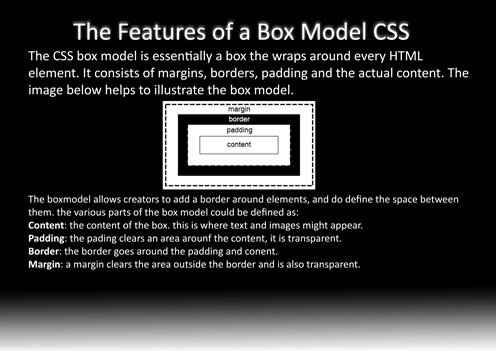 The Features of a Box Model CSS
The CSS box model is essentially a box the wraps around every HTML
element. It consists of margins, borders, padding and the actual content. The
image below helps to illustrate the box model.
margin
border
padding
content
The boxmodel allows creators to add a border around elements, and do define the space between
them. the various parts of the box model could be defined as:
Content: the content of the box. this is where text and images might appear.
Padding: the pading clears an area arounf the content, it is transparent.
Border: the border goes around the padding and conent.
Margin: a margin clears the area outside the border and is also transparent.